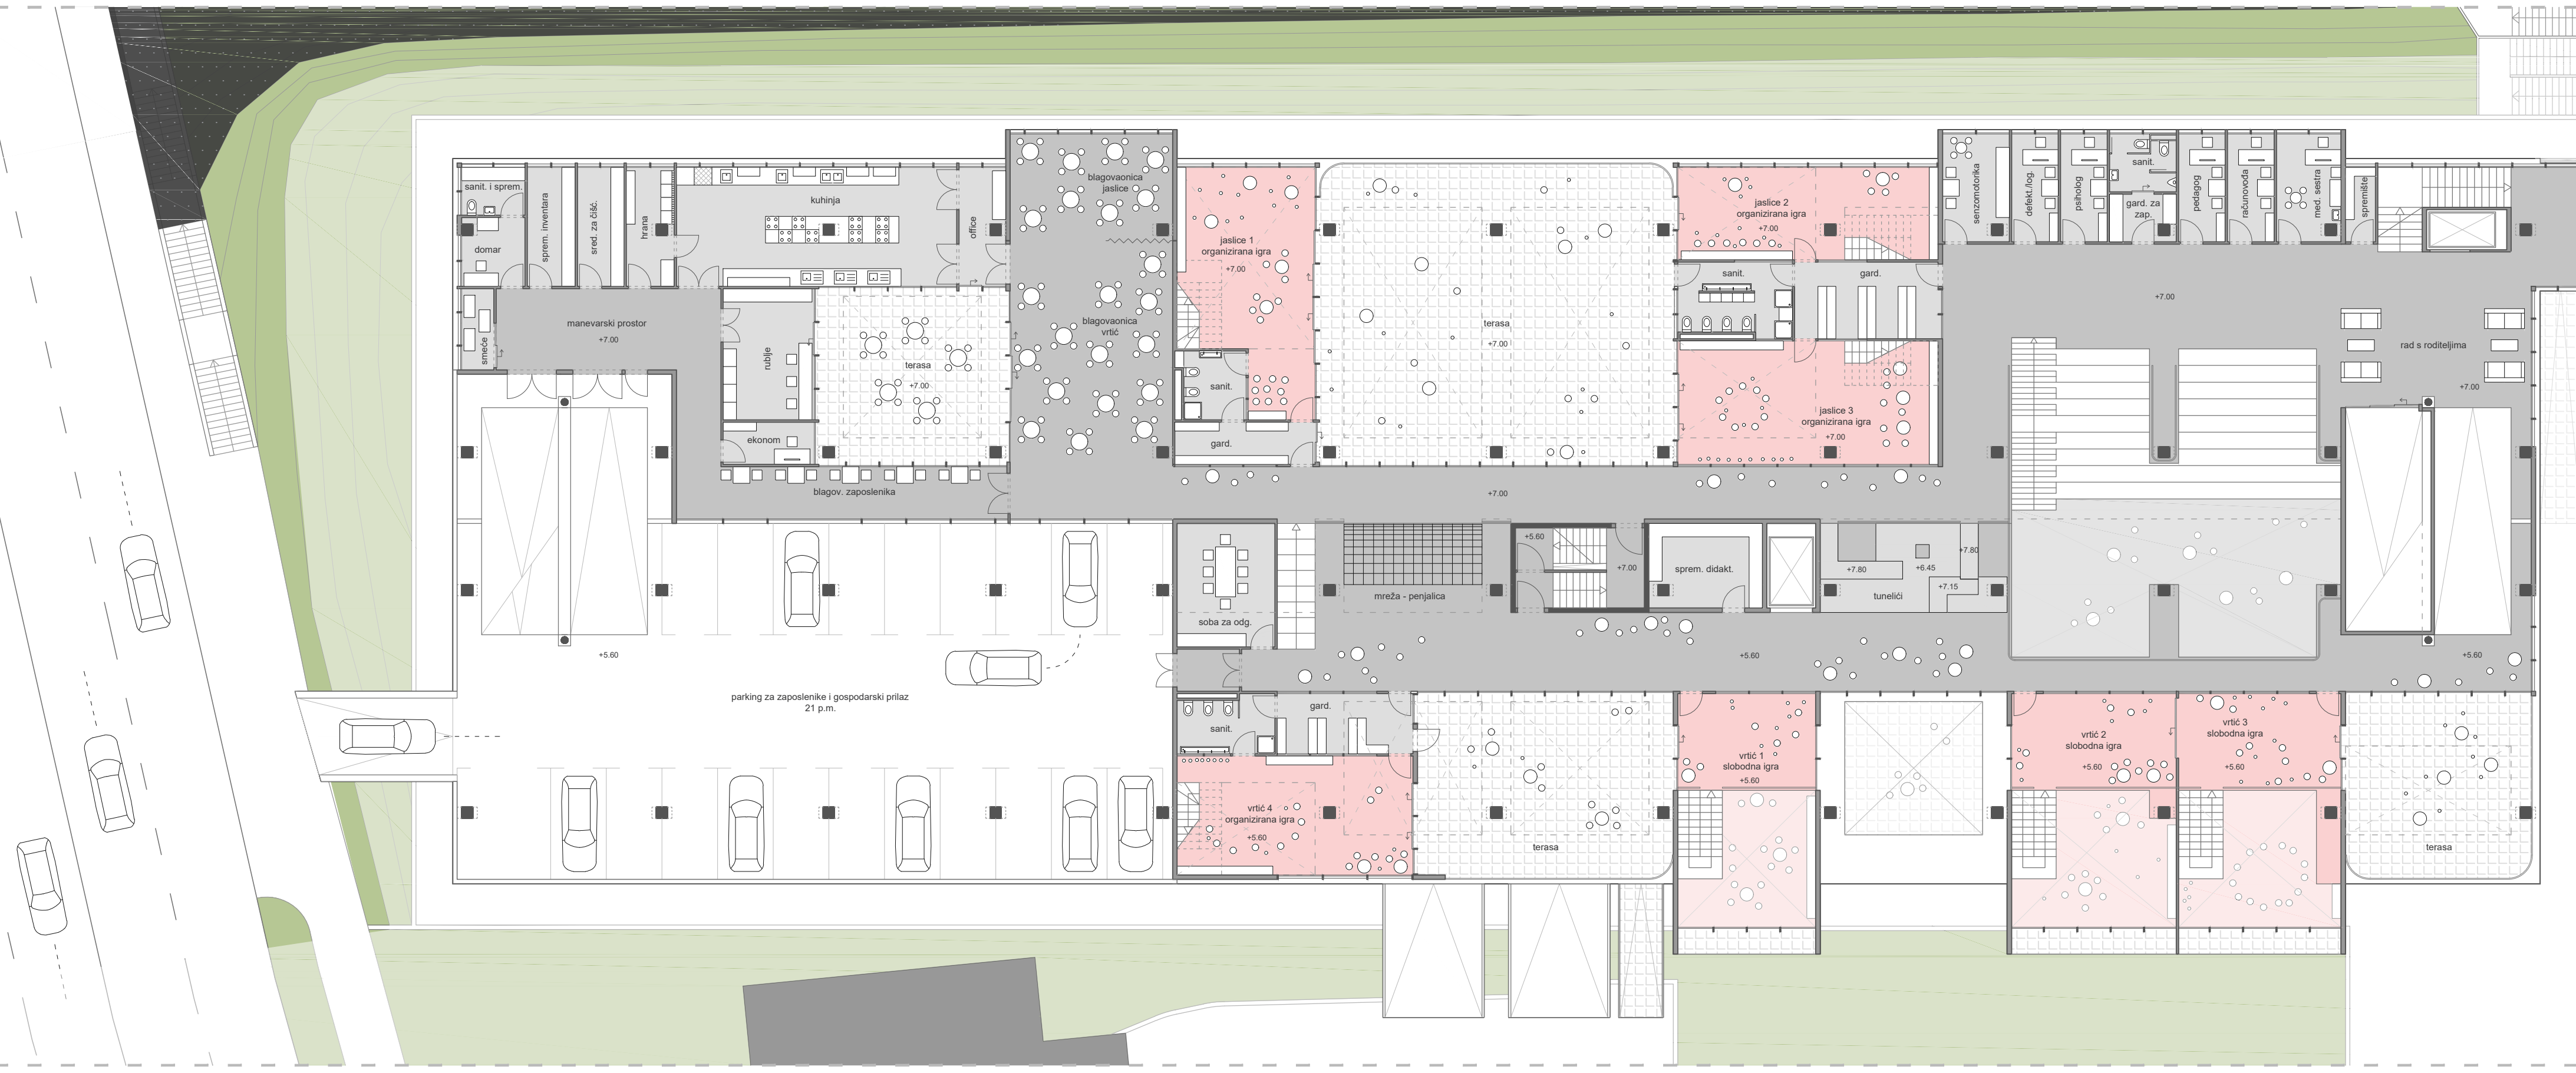 sanit. i sprem.
domar
sprem. inventara
sred. za čišć.
hrana
kuhinja
office
blagovaonica
jaslice
blagovaonica
vrtić
smeće
manevarski prostor
+7.00
rublje
ekonom
terasa
+7.00
blagov. zaposlenika
jaslice 1
organizirana igra
+7.00
sanit.
gard.
terasa
+7.00
jaslice 2
organizirana igra
+7.00
sanit.
gard.
jaslice 3
organizirana igra
+7.00
senzomotorika
defekt./log.
psiholog
sanit.
gard. za
zap.
pedagog
računovođa
med. sestra
spremište
+7.00
rad s roditeljima
+7.00
+7.00
soba za odg.
mreža - penjalica
+5.60
+7.00
sprem. didakt.
+7.80
+7.80
+6.45
+7.15
tunelići
+5.60
+5.60
+5.60
parking za zaposlenike i gospodarski prilaz
21 p.m.
sanit.
gard.
vrtić 4
organizirana igra
+5.60
terasa
vrtić 1
slobodna igra
+5.60
vrtić 2
slobodna igra
+5.60
vrtić 3
slobodna igra
+5.60
terasa